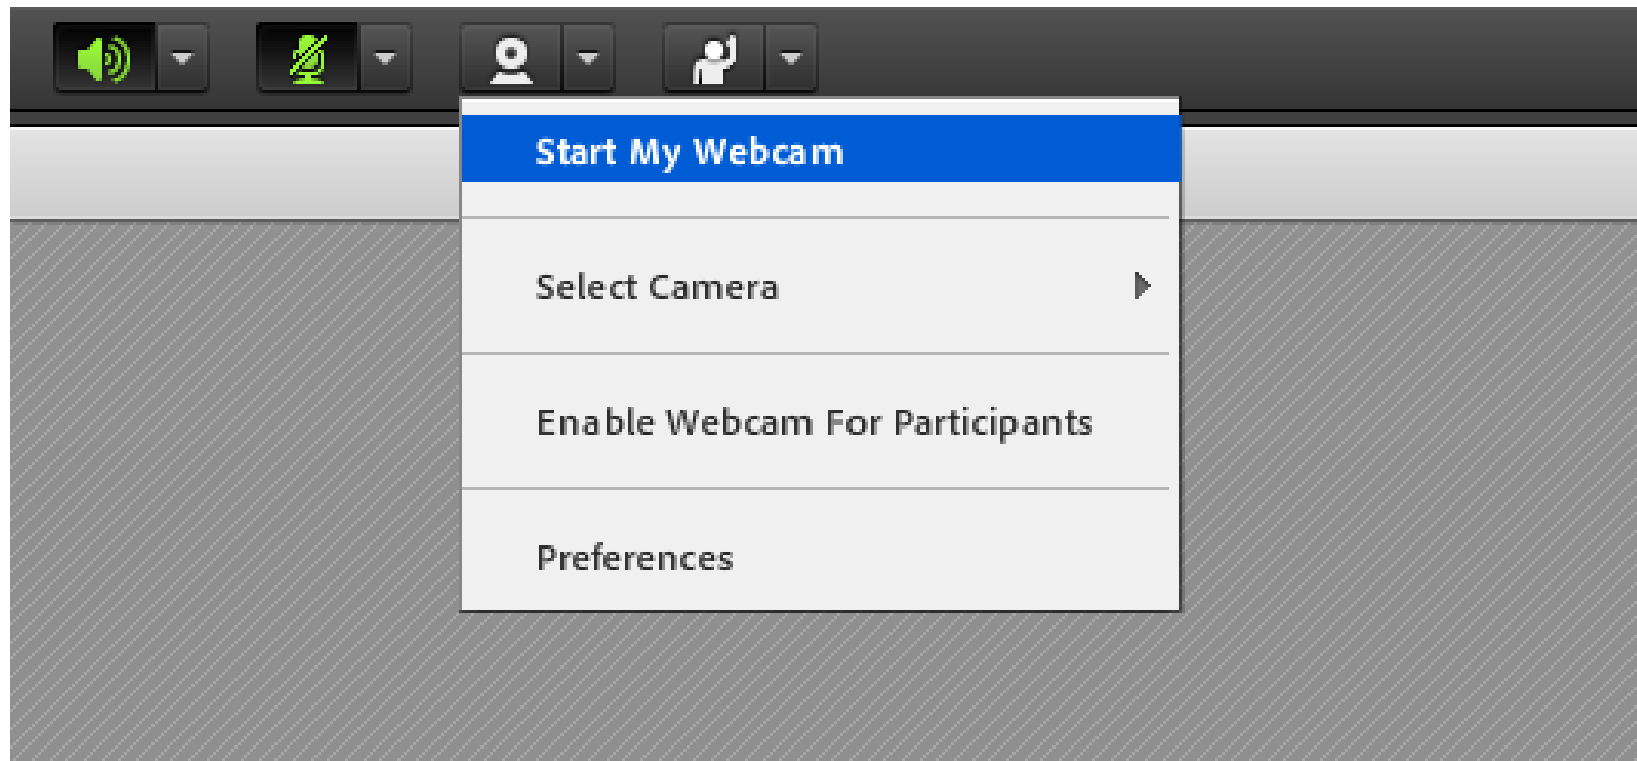 Start My Webcam
Select Camera
Enable Webcam For Participants
Preferences